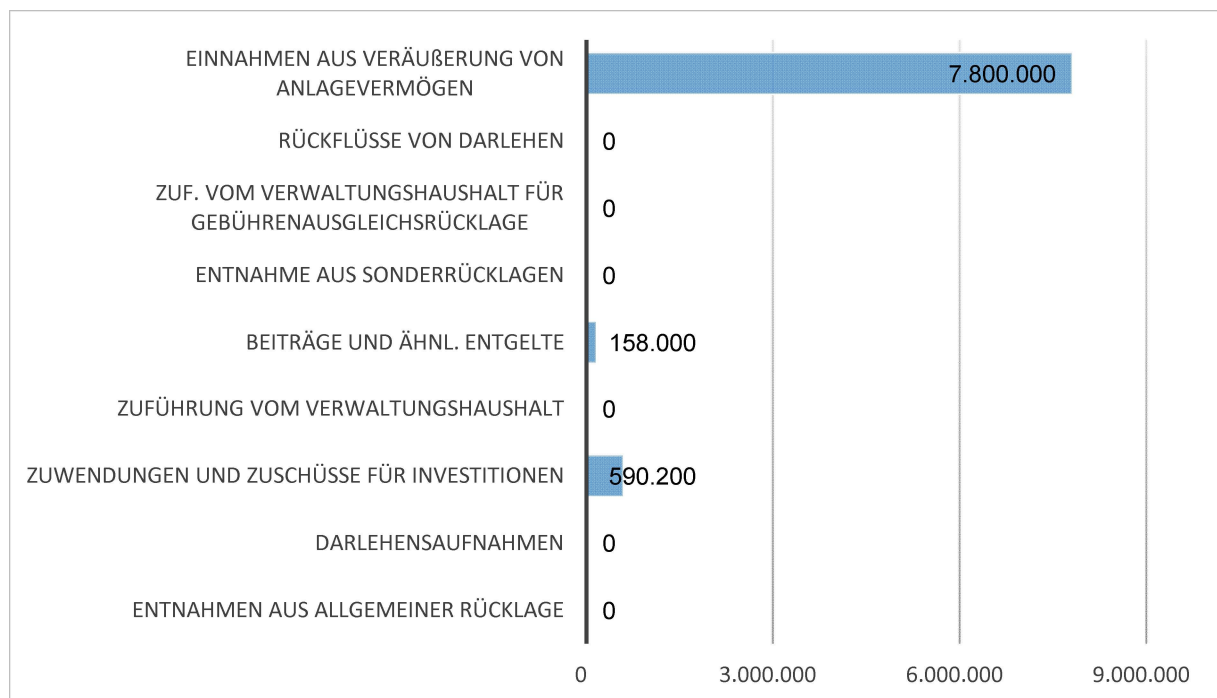 EINNAHMEN AUS VERÄUßERUNG VON
ANLAGEVERMÖGEN
7.800.000
RÜCKFLÜSSE VON DARLEHEN
0
ZUF. VOM VERWALTUNGSHAUSHALT FÜR
GEBÜHRENAUSGLEICHSRÜCKLAGE
0
ENTNAHME AUS SONDERRÜCKLAGEN
0
BEITRÄGE UND ÄHNL. ENTGELTE
158.000
ZUFÜHRUNG VOM VERWALTUNGSHAUSHALT
0
ZUWENDUNGEN UND ZUSCHÜSSE FÜR INVESTITIONEN
590.200
DARLEHENSAUFNAHMEN
0
ENTNAHMEN AUS ALLGEMEINER RÜCKLAGE
0
0 3.000.000 6.000.000 9.000.000